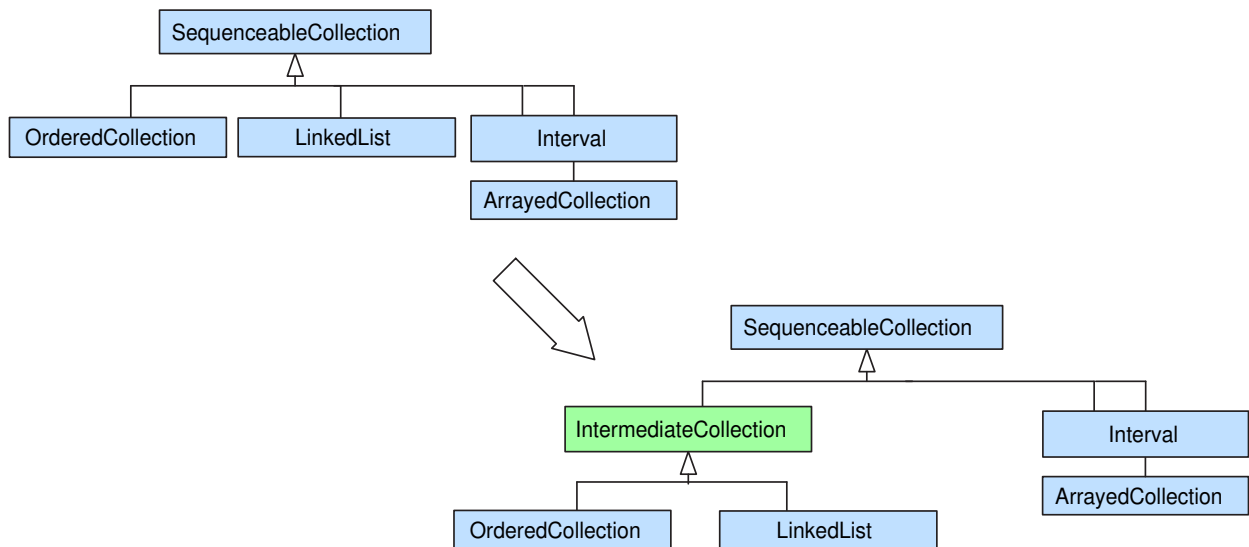 SequenceableCollection
OrderedCollection
LinkedList
Interval
ArrayedCollection
SequenceableCollection
IntermediateCollection
Interval
ArrayedCollection
OrderedCollection
LinkedList